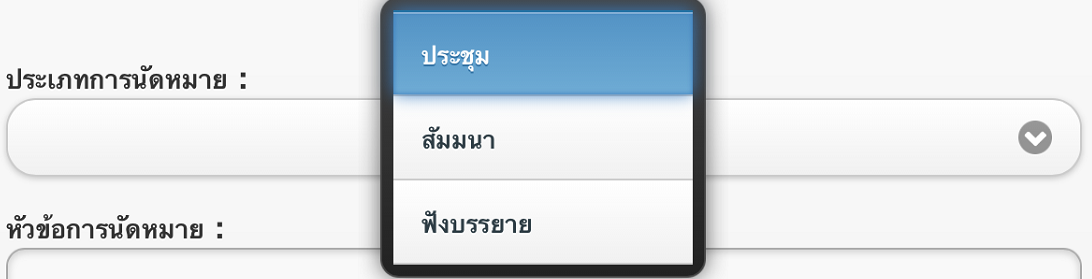 ประชุม
ประเภทการนัดหมาย :
สัมมนา
หัวข้อการนัดหมาย :
ฟังบรรยาย